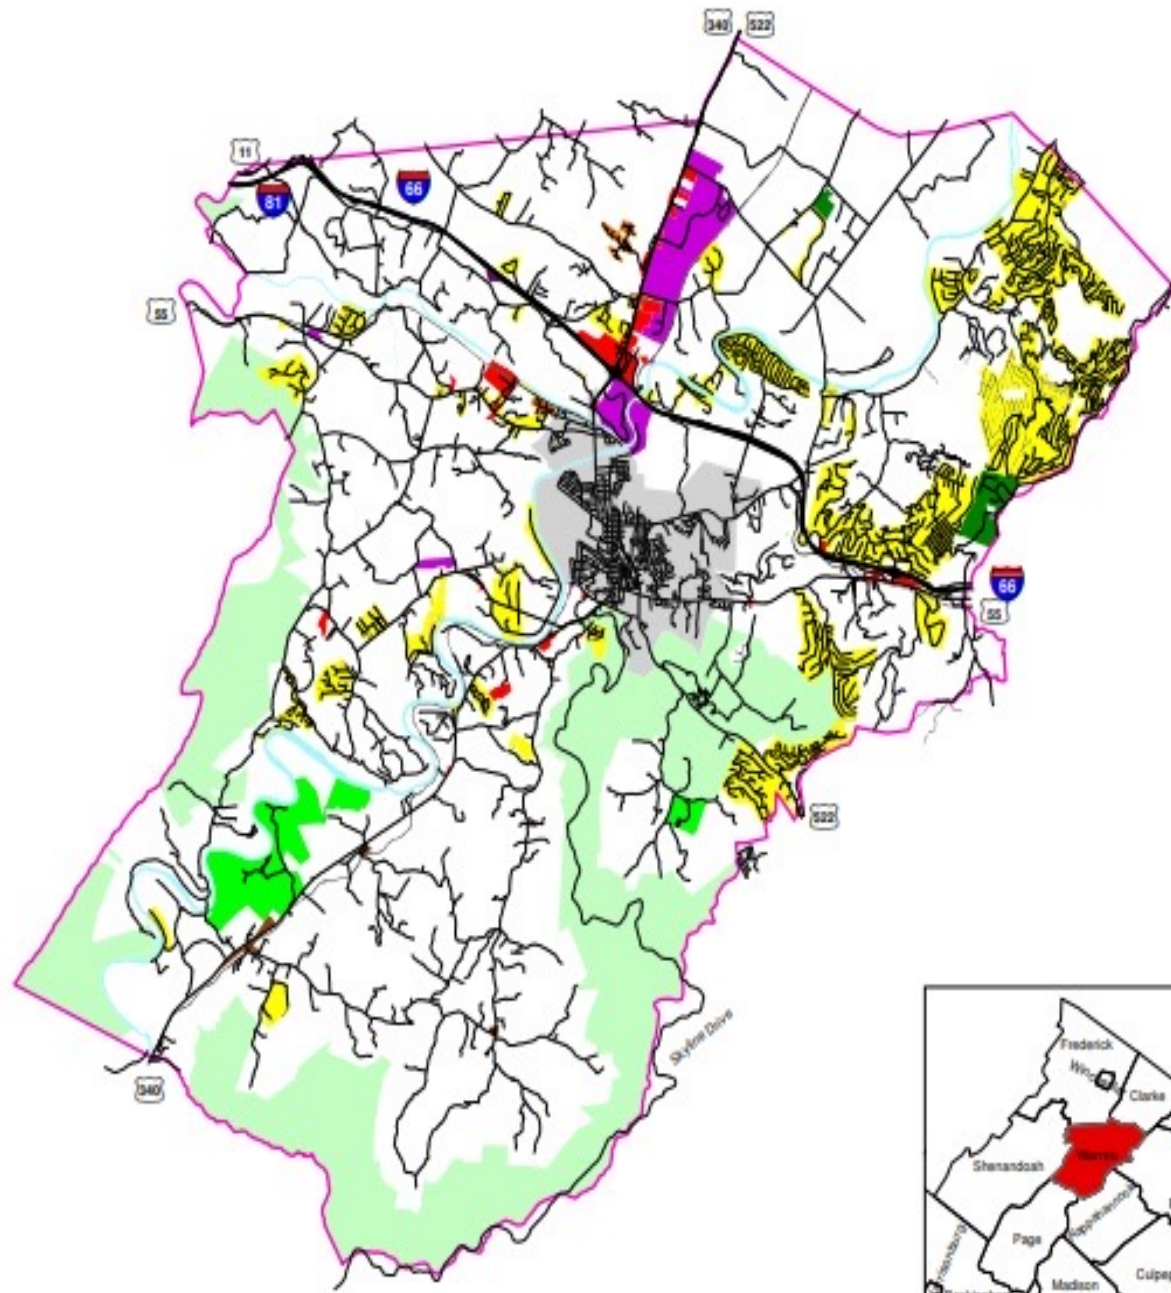 340 522
11
81
66
55
66
55
522
Skyline Drive
340
Frederick
Clarke
Warren
Shenandoah
Rappahannock
Page
Madison